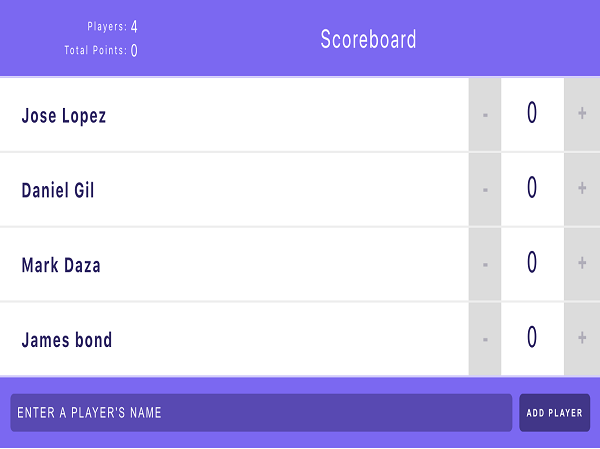 Players: 4
Total Points: 0
Scoreboard
Jose Lopez - 0 +
Daniel Gil - 0 +
Mark Daza - 0 +
James bond - 0 +
ENTER A PLAYER'S NAME
ADD PLAYER